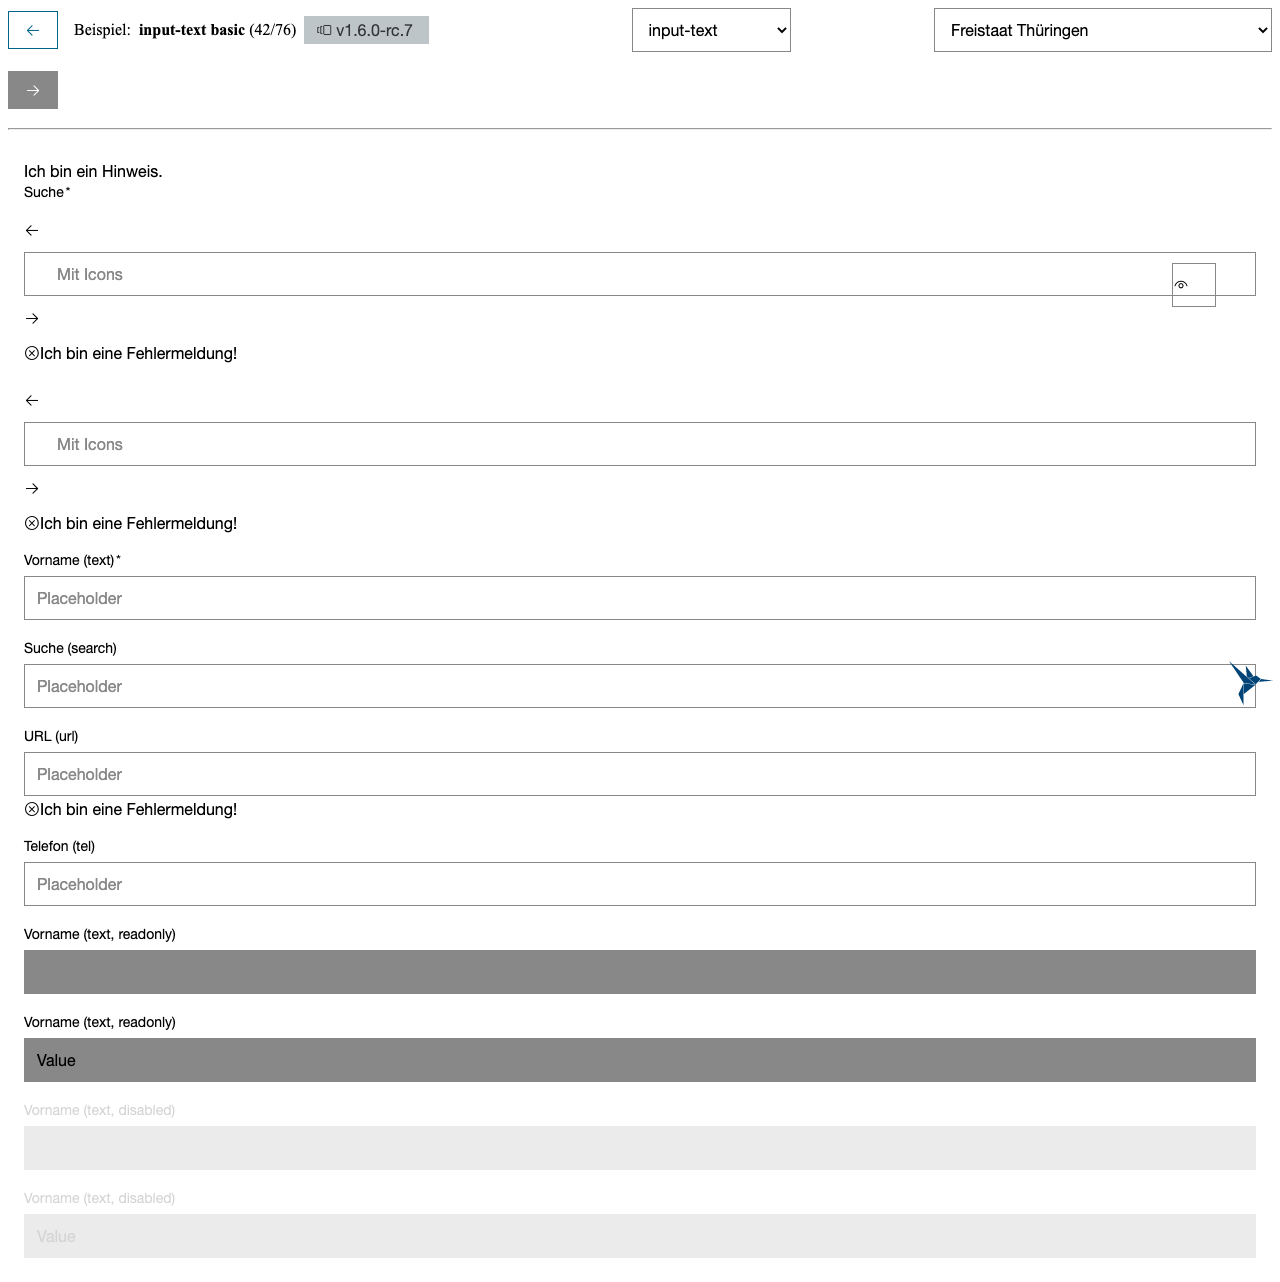 Beispiel: input-text basic (42/76) v1.6.0-rc.7 input-text Freistaat Thüringen
Ich bin ein Hinweis.
Suche*
Mit Icons
Ich bin eine Fehlermeldung!
Mit Icons
Ich bin eine Fehlermeldung!
Vorname (text)*
Placeholder
Suche (search)
Placeholder
URL (url)
Placeholder
Ich bin eine Fehlermeldung!
Telefon (tel)
Placeholder
Vorname (text, readonly)
Vorname (text, readonly)
Value
Vorname (text, disabled)
Vorname (text, disabled)
Value